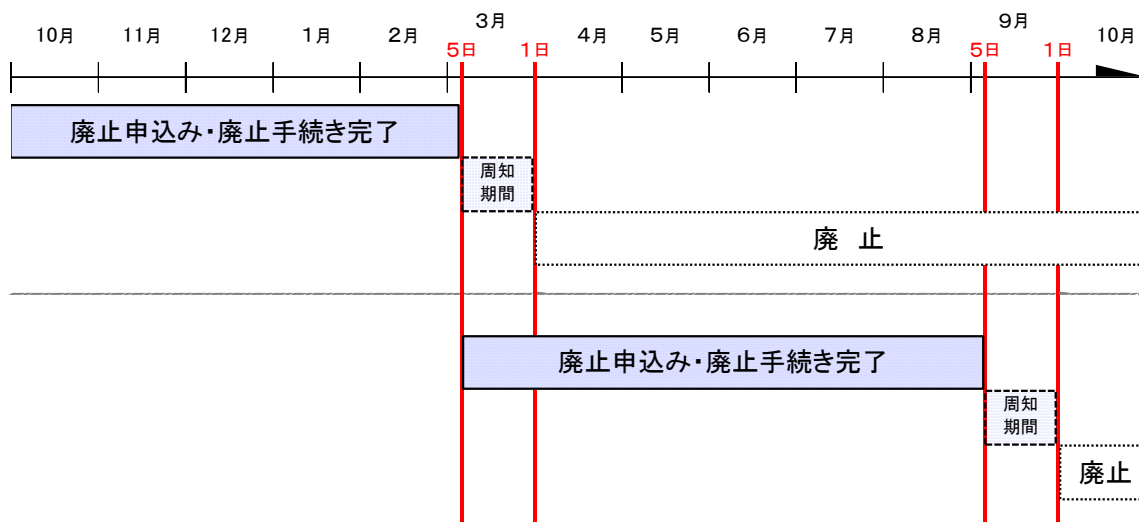 10月 11月 12月 1月 2月 3月 4月 5月 6月 7月 8月 9月 10月
5日 1日 5日 1日
廃止申込み・廃止手続き完了
周知
期間
廃 止
廃止申込み・廃止手続き完了
周知
期間
廃止